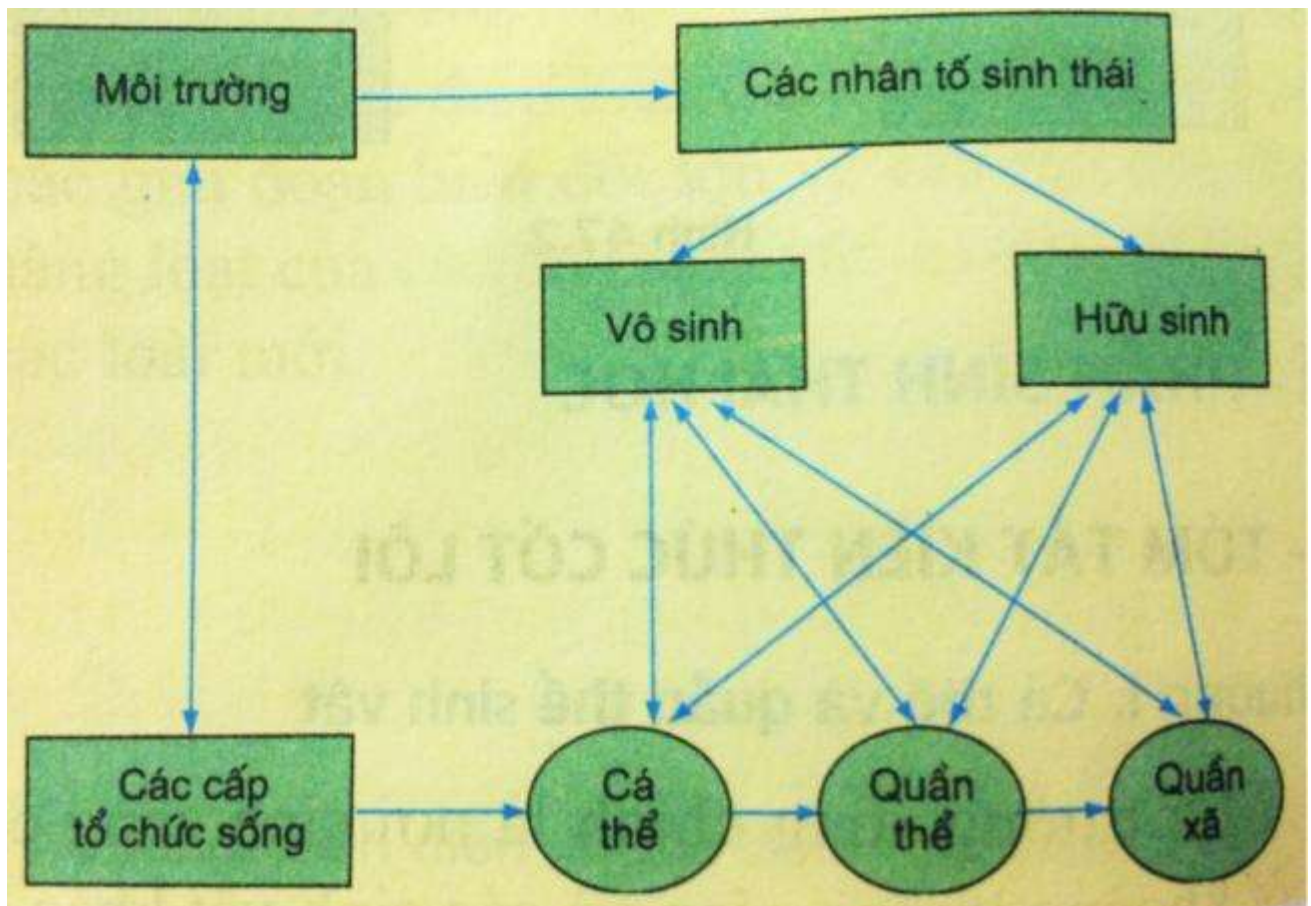 Môi trường
Các nhân tố sinh thái
Vô sinh
Hữu sinh
Các cấp
tổ chức sống
Cá
thể
Quần
thể
Quần
xã